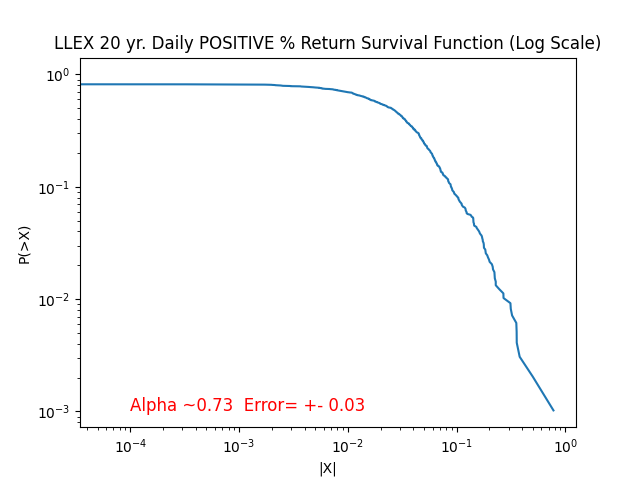 LLEX 20 yr. Daily POSITIVE % Return Survival Function (Log Scale)
10⁰
10⁻¹
10⁻²
10⁻³
P(>X)
Alpha ~0.73  Error= +- 0.03
10⁻⁴ 10⁻³ 10⁻² 10⁻¹ 10⁰
|X|